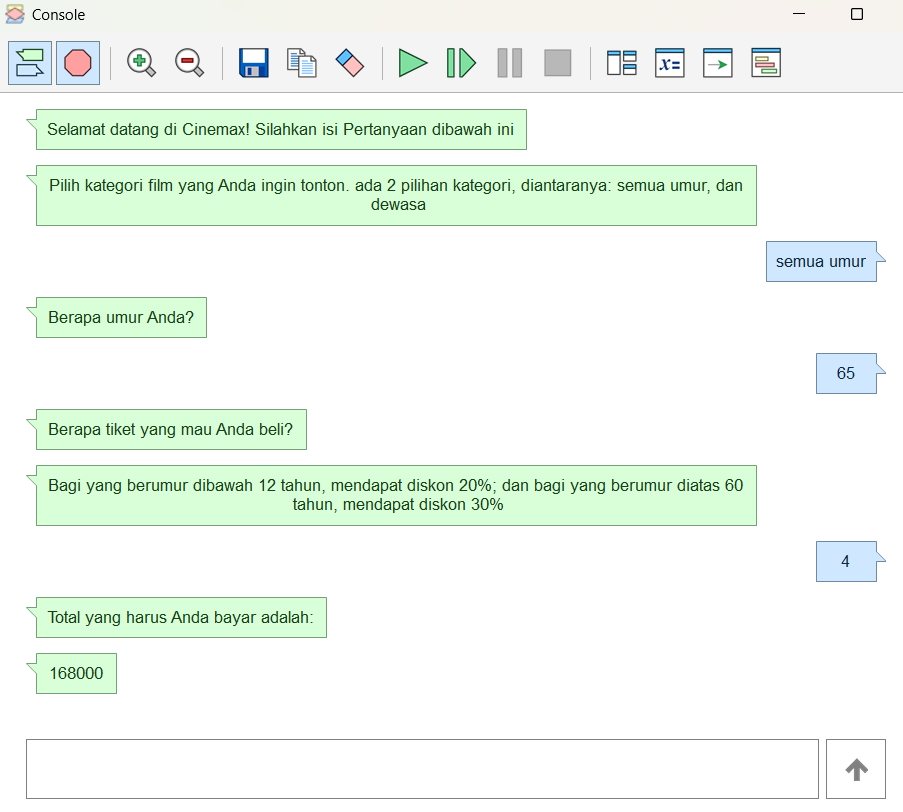 Console
x=
Selamat datang di Cinemax! Silahkan isi Pertanyaan dibawah ini
Pilih kategori film yang Anda ingin tonton. ada 2 pilihan kategori, diantaranya: semua umur, dan
dewasa
semua umur
Berapa umur Anda?
65
Berapa tiket yang mau Anda beli?
Bagi yang berumur dibawah 12 tahun, mendapat diskon 20%; dan bagi yang berumur diatas 60
tahun, mendapat diskon 30%
4
Total yang harus Anda bayar adalah:
168000